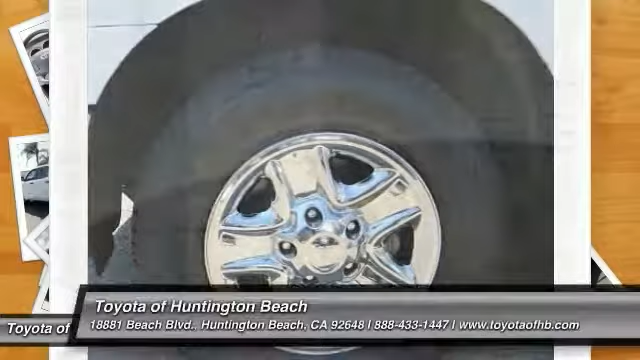 Toyota of Huntington Beach
18881 Beach Blvd., Huntington Beach, CA 92648 | 888-433-1447 | www.toyotaofhb.com
Toyota of